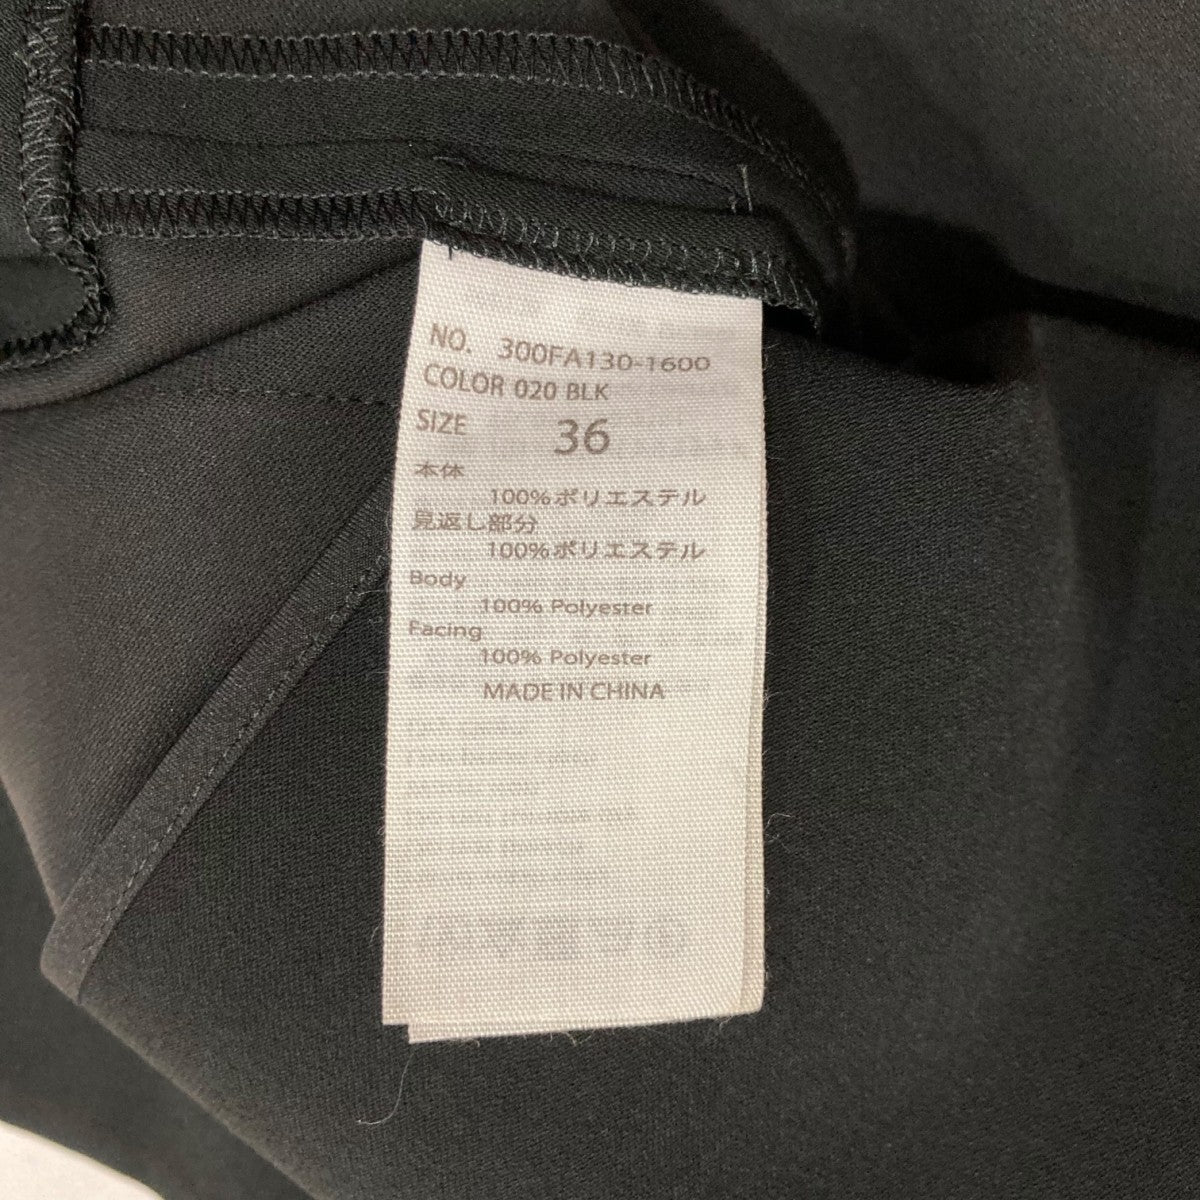 NO. 300FA130-1600
COLOR 020 BLK
SIZE 36
本体
100%ポリエステル
見返し部分
100%ポリエステル
Body
100% Polyester
Facing
100% Polyester
MADE IN CHINA